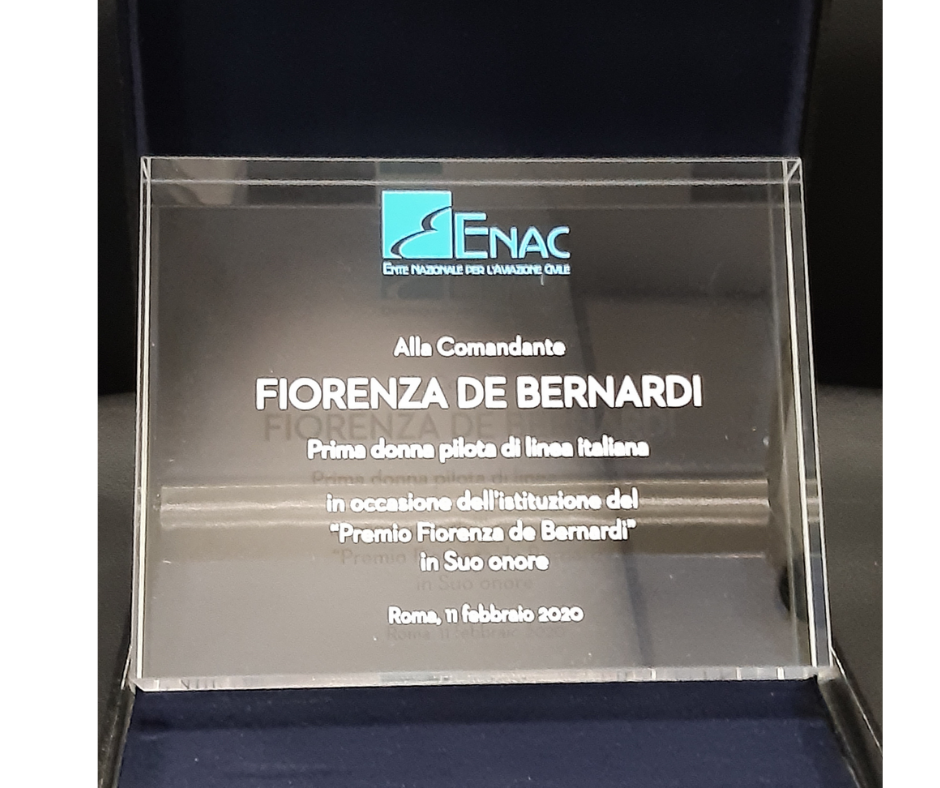 ENAC
ENTE NAZIONALE PER L'AVIAZIONE CIVILE
Alla Comandante
FIORENZA DE BERNARDI
Prima donna pilota di linea italiana
in occasione dell'istituzione del
"Premio Fiorenza de Bernardi"
in Suo onore
Roma, 11 febbraio 2020